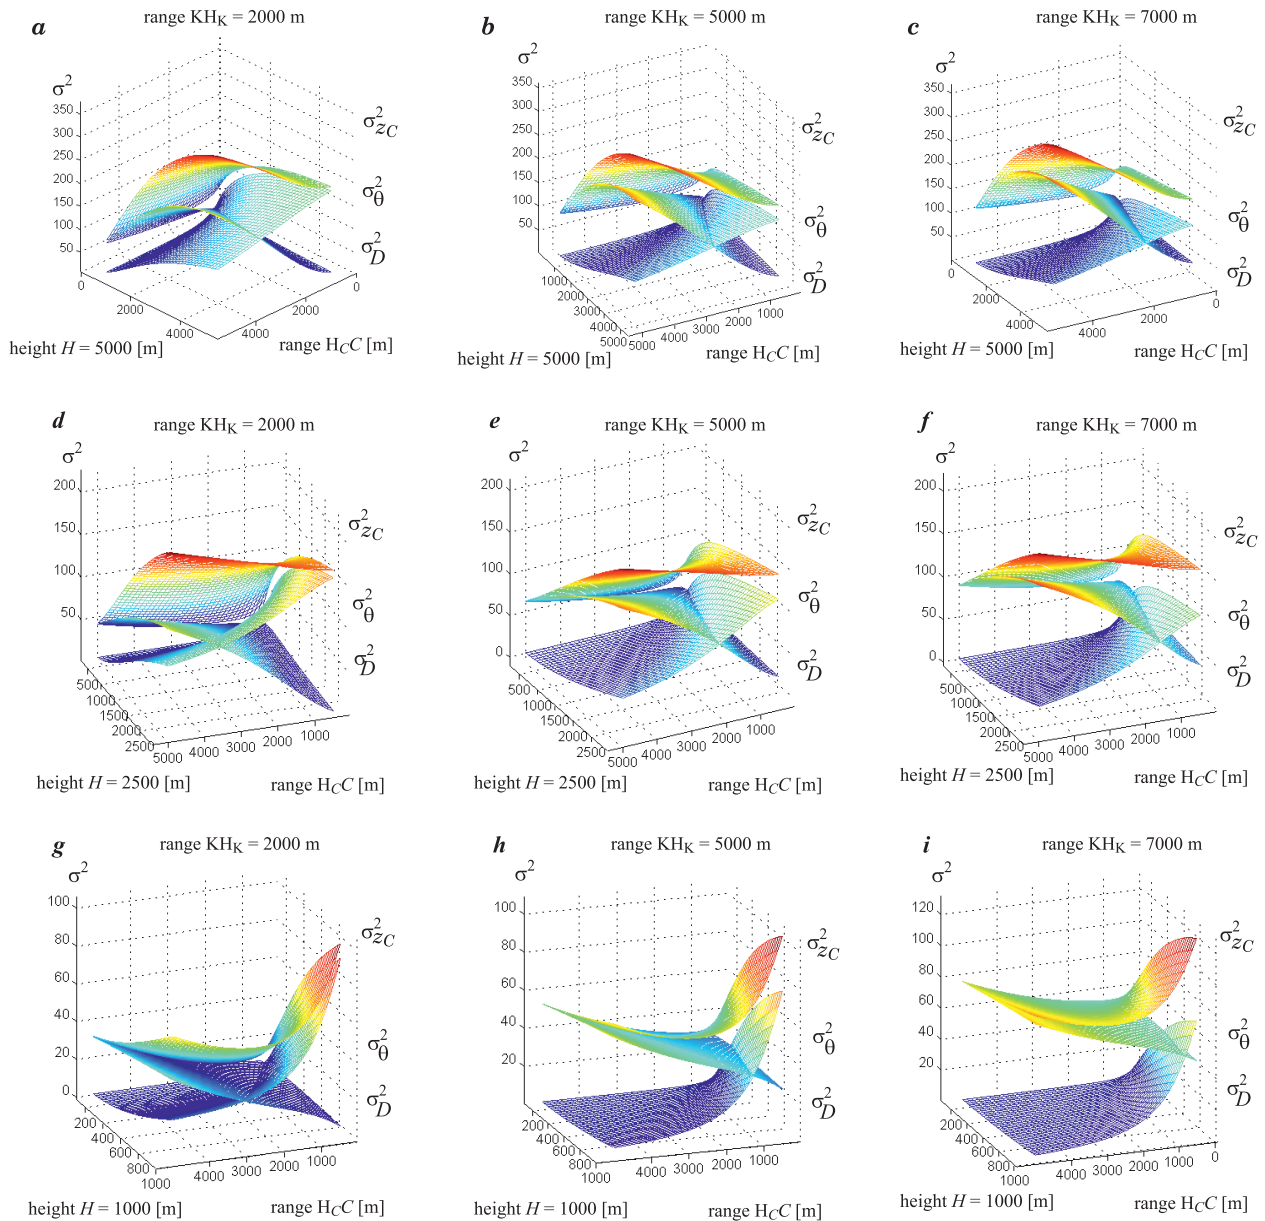 a range KH_K = 2000 m
σ²
350
300
250
200
150
100
50
0
2000
4000
4000
2000
0
σ²_zC
σ²_θ
σ²_D
height H = 5000 [m]
range H_CC [m]
b range KH_K = 5000 m
σ²
350
300
250
200
150
100
50
1000
2000
3000
4000
5000
5000
4000
3000
2000
1000
σ²_zC
σ²_θ
σ²_D
height H = 5000 [m]
range H_CC [m]
c range KH_K = 7000 m
σ²
350
300
250
200
150
100
50
0
2000
4000
4000
2000
0
σ²_zC
σ²_θ
σ²_D
height H = 5000 [m]
range H_CC [m]
d range KH_K = 2000 m
σ²
200
150
100
50
500
1000
1500
2000
2500
5000
4000
3000
2000
1000
σ²_zC
σ²_θ
σ²_D
height H = 2500 [m]
range H_CC [m]
e range KH_K = 5000 m
σ²
200
150
100
50
0
500
1000
1500
2000
2500
5000
4000
3000
2000
1000
σ²_zC
σ²_θ
σ²_D
height H = 2500 [m]
range H_CC [m]
f range KH_K = 7000 m
σ²
200
150
100
50
0
500
1000
1500
2000
2500
5000
4000
3000
2000
1000
σ²_zC
σ²_θ
σ²_D
height H = 2500 [m]
range H_CC [m]
g range KH_K = 2000 m
σ²
100
80
60
40
20
0
200
400
600
800
1000
4000
3000
2000
1000
σ²_zC
σ²_θ
σ²_D
height H = 1000 [m]
range H_CC [m]
h range KH_K = 5000 m
σ²
100
80
60
40
20
200
400
600
800
1000
4000
3000
2000
1000
σ²_zC
σ²_θ
σ²_D
height H = 1000 [m]
range H_CC [m]
i range KH_K = 7000 m
σ²
120
100
80
60
40
20
200
400
600
800
1000
4000
3000
2000
1000
0
σ²_zC
σ²_θ
σ²_D
height H = 1000 [m]
range H_CC [m]